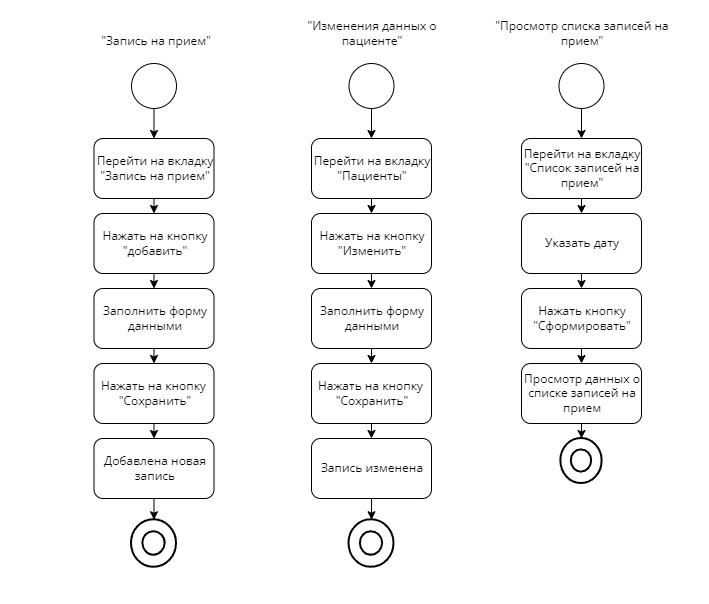 "Запись на прием"
Перейти на вкладку
"Запись на прием"
Нажать на кнопку
"добавить"
Заполнить форму
данными
Нажать на кнопку
"Сохранить"
Добавлена новая
запись
"Изменения данных о
пациенте"
Перейти на вкладку
"Пациенты"
Нажать на кнопку
"Изменить"
Заполнить форму
данными
Нажать на кнопку
"Сохранить"
Запись изменена
"Просмотр списка записей на
прием"
Перейти на вкладку
"Список записей на
прием"
Указать дату
Нажать кнопку
"Сформировать"
Просмотр данных о
списке записей на
прием